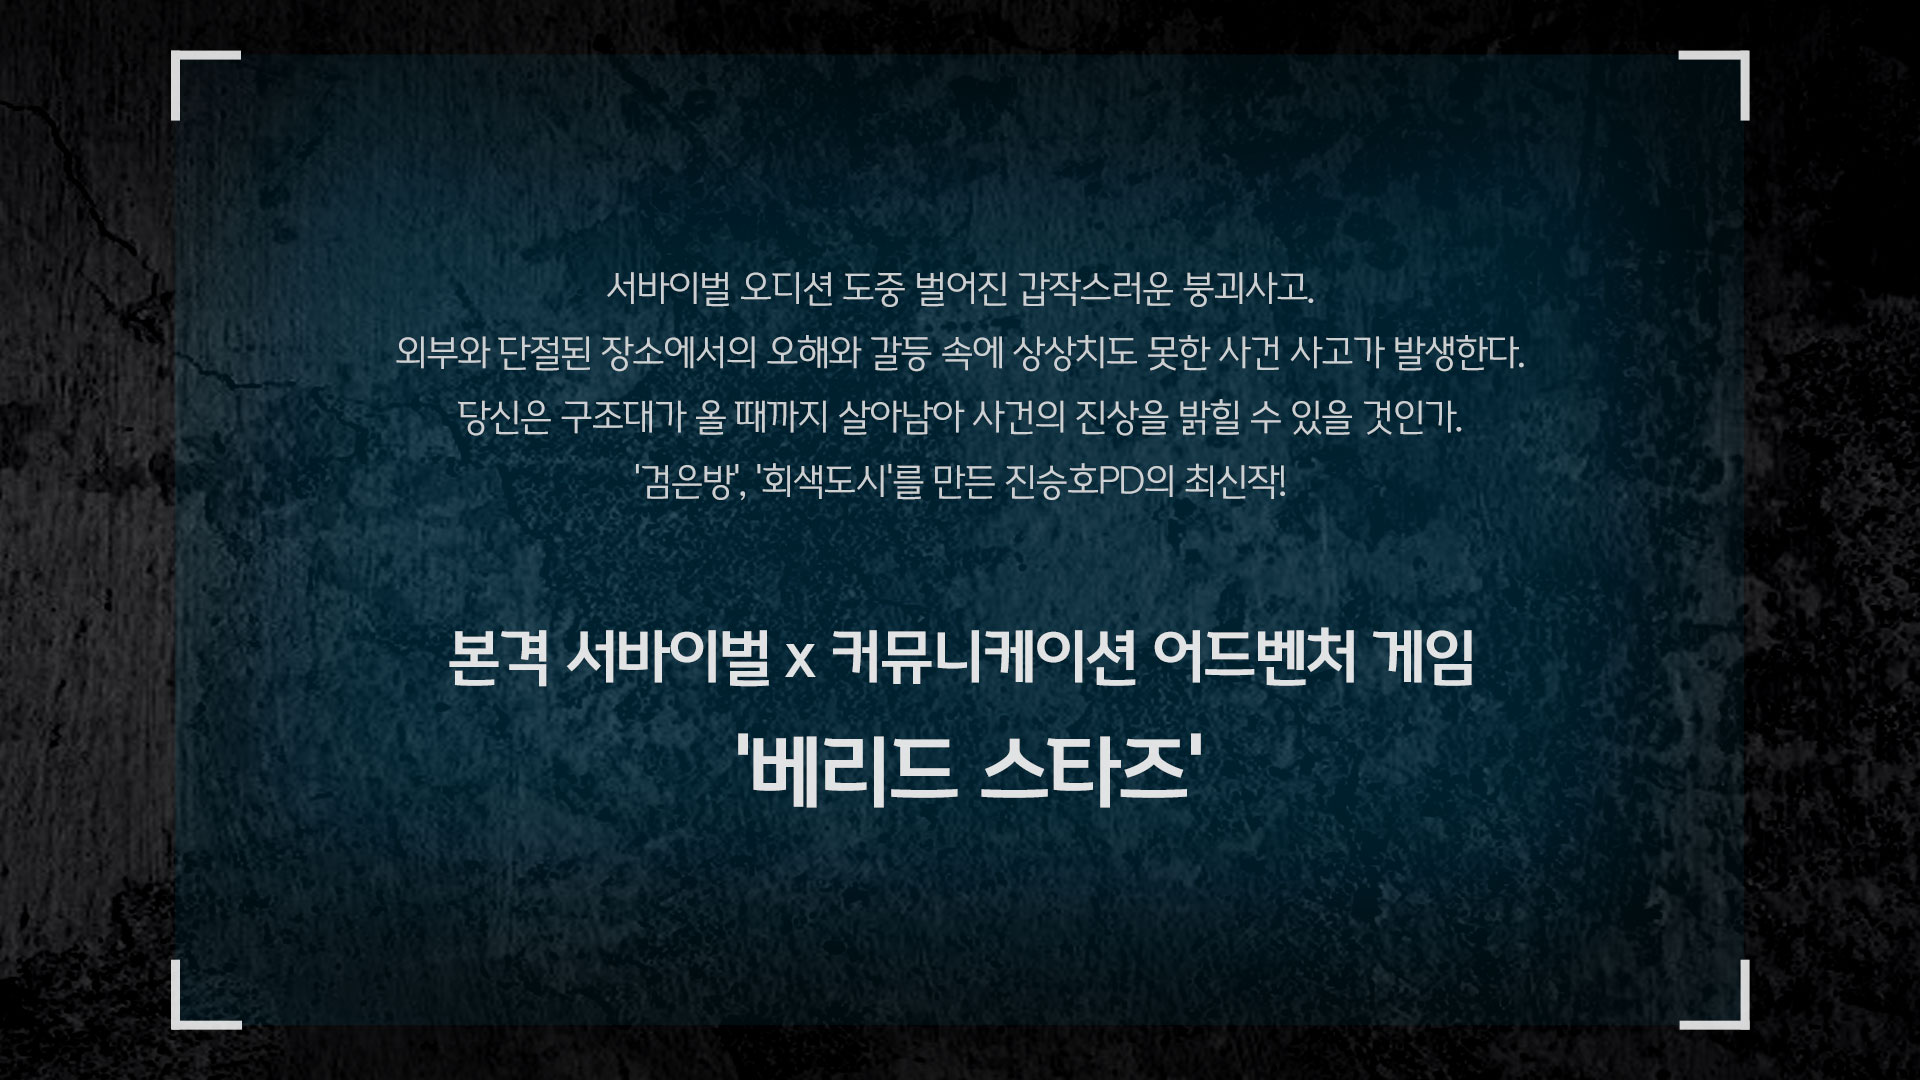 서바이벌 오디션 도중 벌어진 갑작스러운 붕괴사고.
외부와 단절된 장소에서의 오해와 갈등 속에 상상치도 못한 사건 사고가 발생한다.
당신은 구조대가 올 때까지 살아남아 사건의 진상을 밝힐 수 있을 것인가.
'검은방', '회색도시'를 만든 진승호PD의 최신작!
본격 서바이벌 x 커뮤니케이션 어드벤처 게임
'베리드 스타즈'